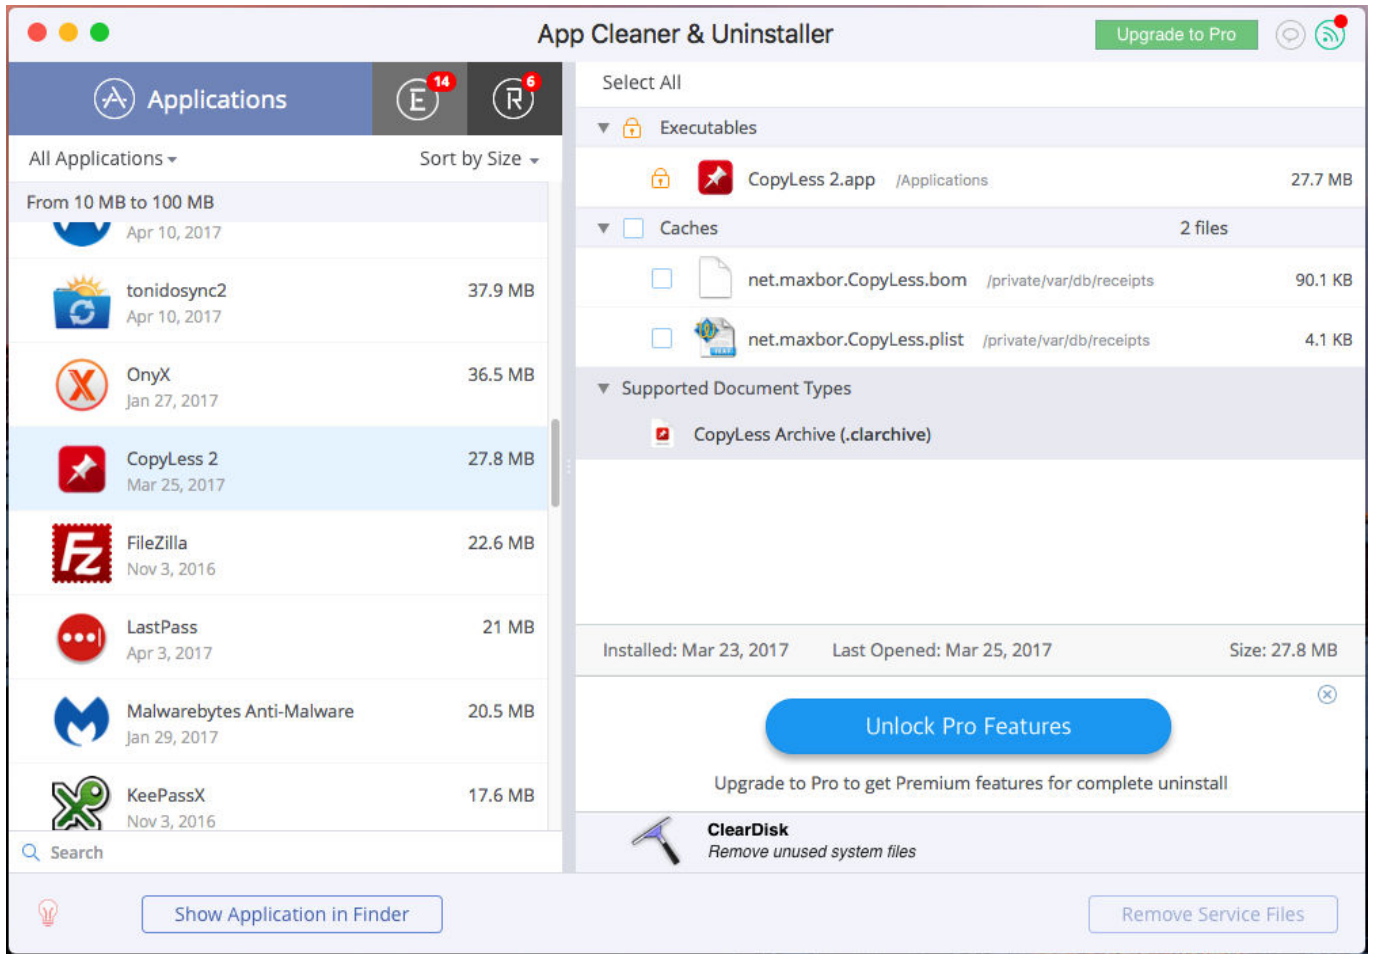 App Cleaner & Uninstaller
Upgrade to Pro
Applications
E 14
R 6
All Applications
Sort by Size
From 10 MB to 100 MB
Apr 10, 2017
tonidosync2
37.9 MB
Apr 10, 2017
OnyX
36.5 MB
Jan 27, 2017
CopyLess 2
27.8 MB
Mar 25, 2017
FileZilla
22.6 MB
Nov 3, 2016
LastPass
21 MB
Apr 3, 2017
Malwarebytes Anti-Malware
20.5 MB
Jan 29, 2017
KeePassX
17.6 MB
Nov 3, 2016
Search
Select All
Executables
CopyLess 2.app /Applications 27.7 MB
Caches 2 files
net.maxbor.CopyLess.bom /private/var/db/receipts 90.1 KB
net.maxbor.CopyLess.plist /private/var/db/receipts 4.1 KB
Supported Document Types
CopyLess Archive (.clarchive)
Installed: Mar 23, 2017 Last Opened: Mar 25, 2017 Size: 27.8 MB
Unlock Pro Features
Upgrade to Pro to get Premium features for complete uninstall
ClearDisk
Remove unused system files
Show Application in Finder
Remove Service Files